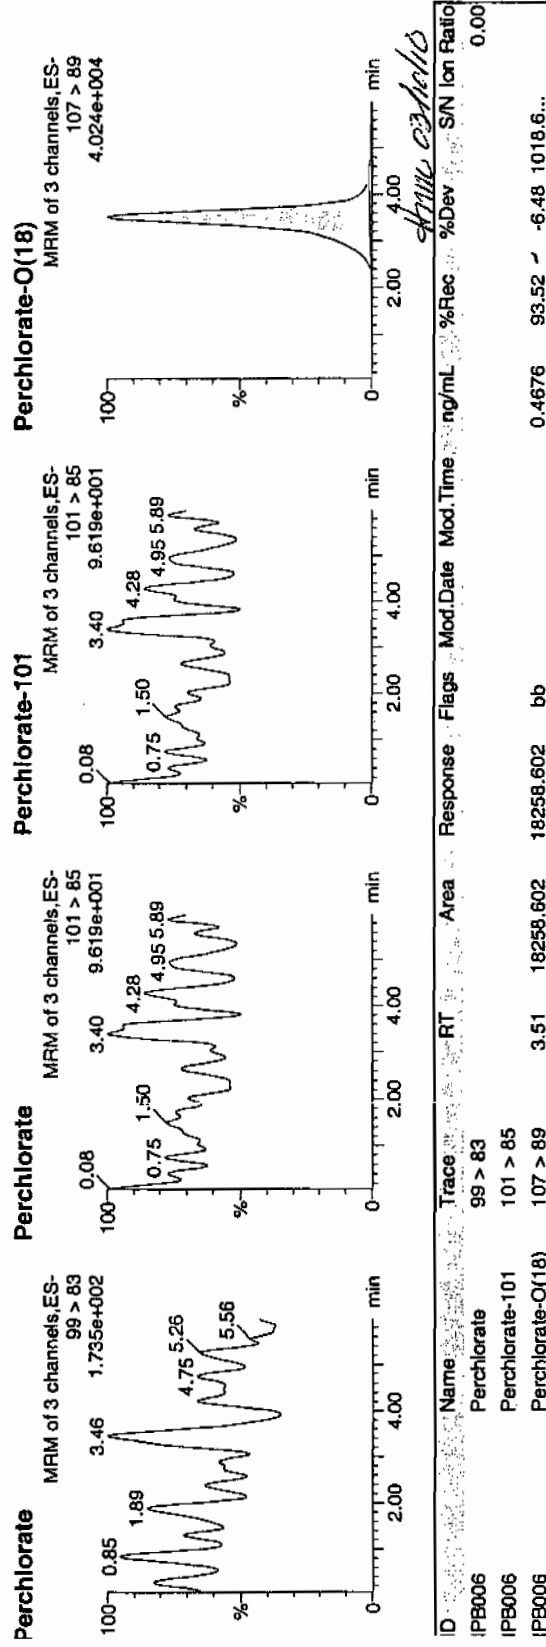 Perchlorate
MRM of 3 channels,ES-
99 > 83
1.735e+002
100
%
0
0.85
1.89
3.46
4.75
5.26
5.56
2.00
4.00
min
Perchlorate
MRM of 3 channels,ES-
101 > 85
9.619e+001
100
%
0
0.08
0.75
1.50
3.40
4.28
4.95 5.89
2.00
4.00
min
Perchlorate-101
MRM of 3 channels,ES-
101 > 85
9.619e+001
100
%
0
0.08
0.75
1.50
3.40
4.28
4.95 5.89
2.00
4.00
min
Perchlorate-O(18)
MRM of 3 channels,ES-
107 > 89
4.024e+004
100
%
0
2.00
4.00
min
ID Name Trace RT Area Response Flags Mod.Date Mod.Time ng/mL %Rec %Dev S/N Ion Ratio
IPB006 Perchlorate 99 > 83 0.00
IPB006 Perchlorate-101 101 > 85
IPB006 Perchlorate-O(18) 107 > 89 3.51 18258.602 18258.602 bb 0.4676 93.52 -6.48 1018.6...